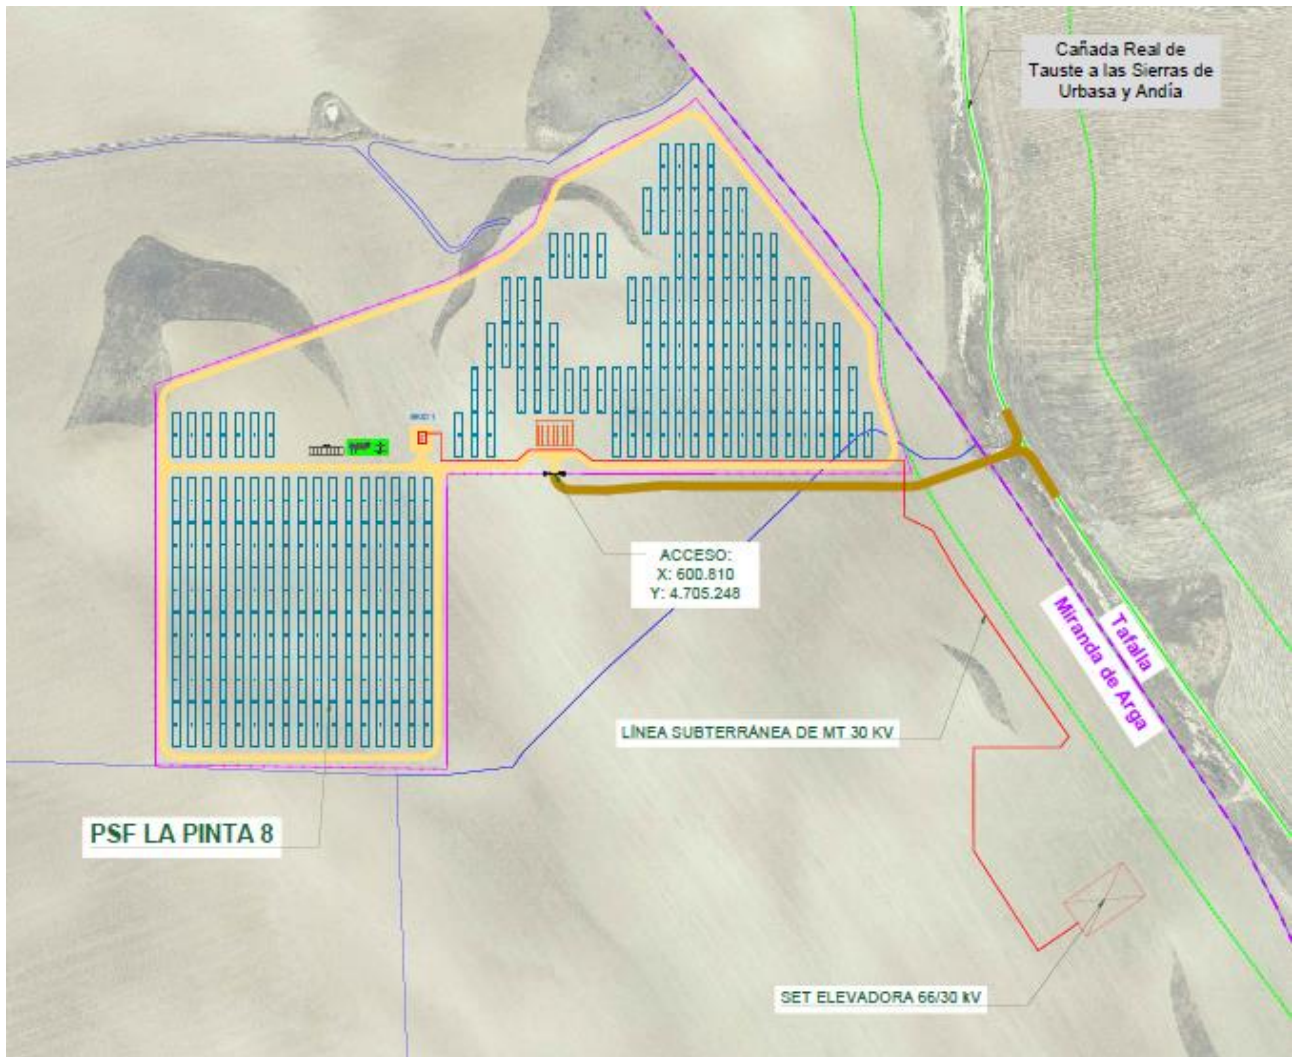 Cañada Real de
Tauste a las Sierras de
Urbasa y Andía
ACCESO:
X: 600.810
Y: 4.705.248
Tafalla
Miranda de Arga
LÍNEA SUBTERRÁNEA DE MT 30 KV
PSF LA PINTA 8
SET ELEVADORA 66/30 kV